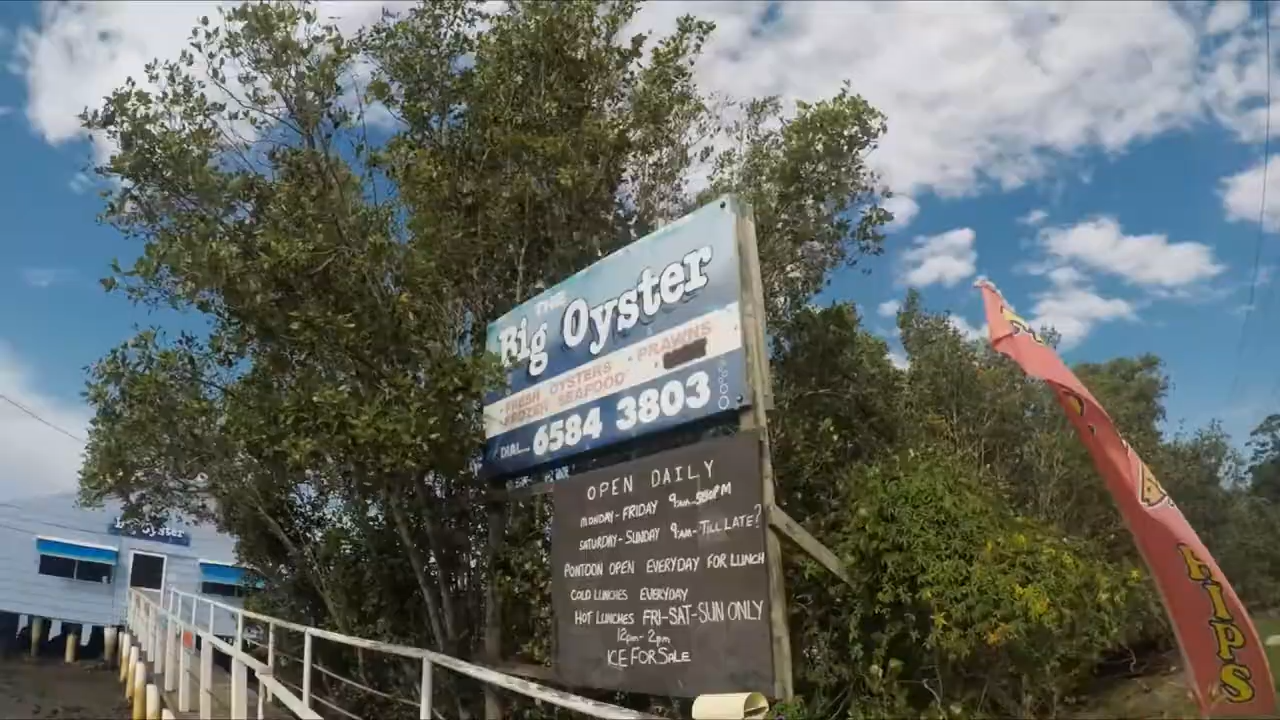 THE
Big Oyster
• FRESH OYSTERS • PRAWNS
FROZEN SEAFOOD
DIAL... 6584 3803
OPEN DAILY
MONDAY - FRIDAY 9am-
SATURDAY - SUNDAY 9am - TILL LATE?
PONTOON OPEN EVERYDAY FOR LUNCH
COLD LUNCHES EVERYDAY
HOT LUNCHES FRI-SAT-SUN ONLY
12pm - 2pm
ICE FOR SALE
Big Oyster
HIPS